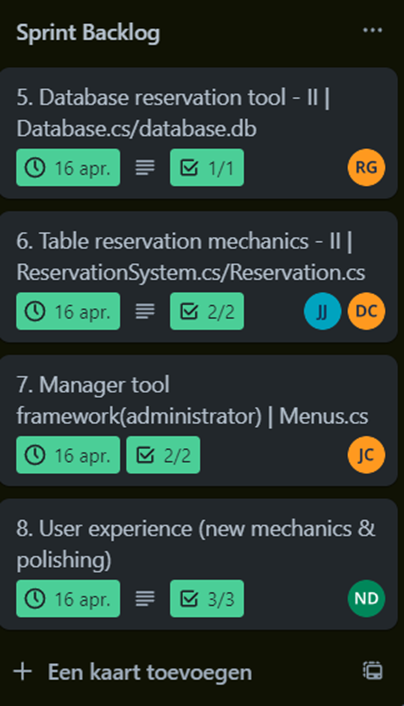 Sprint Backlog
5. Database reservation tool - II |
Database.cs/database.db
16 apr. 1/1 RG
6. Table reservation mechanics - II |
ReservationSystem.cs/Reservation.cs
16 apr. 2/2 JJ DC
7. Manager tool
framework(administrator) | Menus.cs
16 apr. 2/2 JC
8. User experience (new mechanics &
polishing)
16 apr. 3/3 ND
Een kaart toevoegen